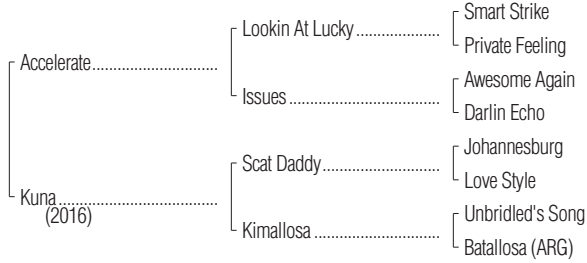 Smart Strike
Lookin At Lucky
Private Feeling
Accelerate
Awesome Again
Issues
Darlin Echo
Johannesburg
Scat Daddy
Love Style
Kuna
(2016)
Unbridled's Song
Kimallosa
Batallosa (ARG)